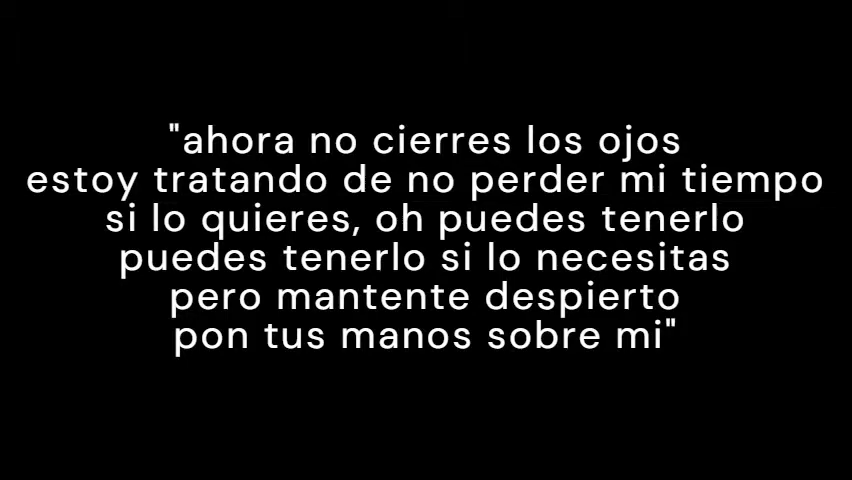 "ahora no cierres los ojos
estoy tratando de no perder mi tiempo
si lo quieres, oh puedes tenerlo
puedes tenerlo si lo necesitas
pero mantente despierto
pon tus manos sobre mi"